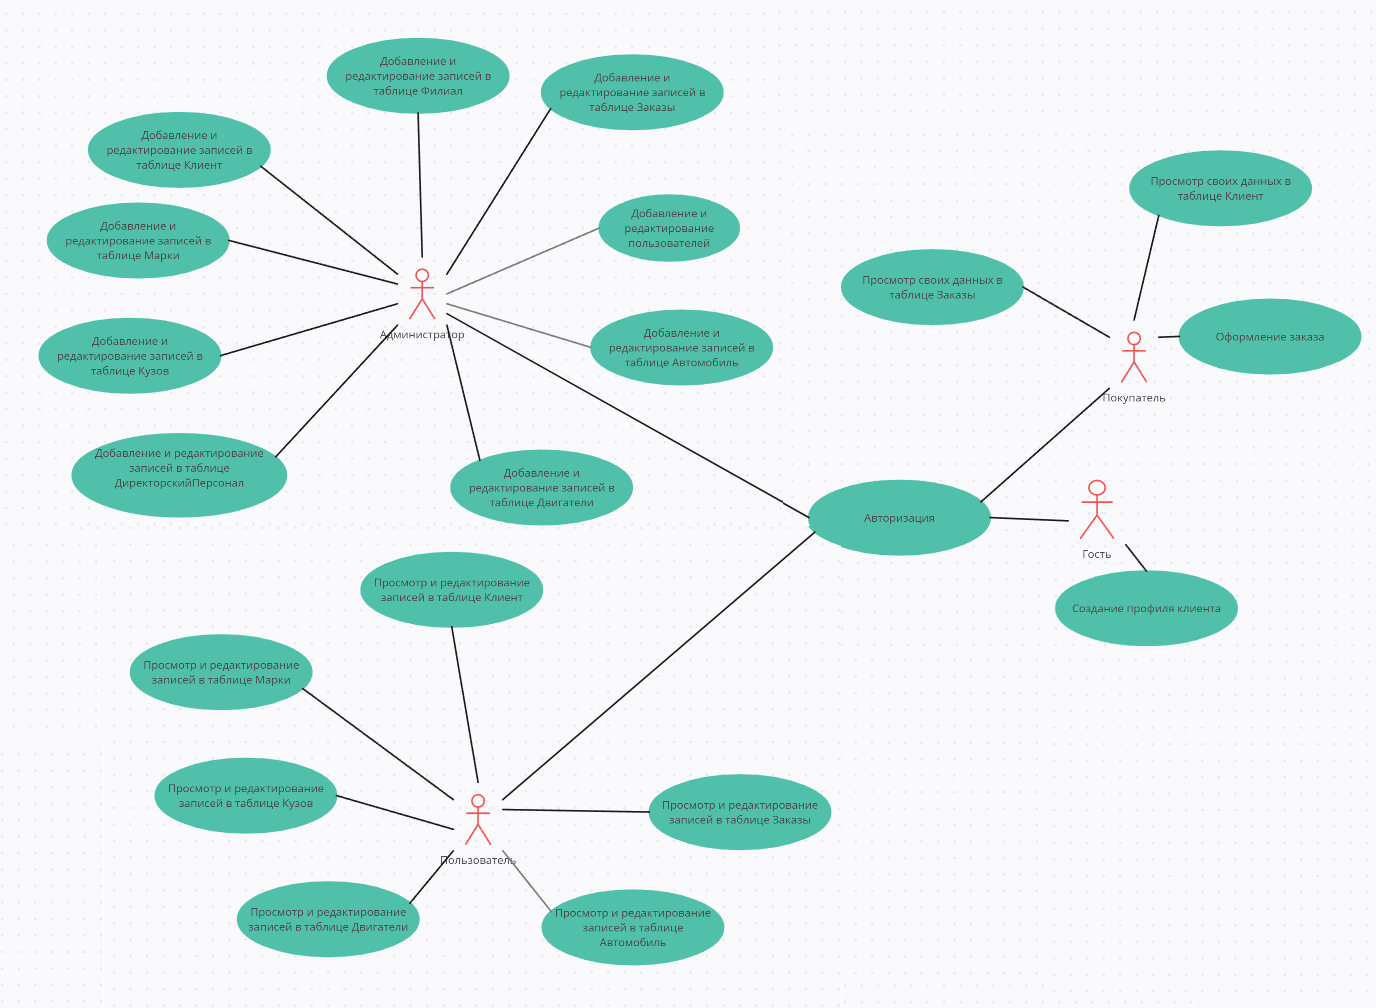 Добавление и
редактирование записей в
таблице Филиал
Добавление и
редактирование записей в
таблице Заказы
Добавление и
редактирование записей в
таблице Клиент
Просмотр своих данных в
таблице Клиент
Добавление и
редактирование записей в
таблице Марки
Добавление и
редактирование
пользователей
Просмотр своих данных в
таблице Заказы
Администратор
Добавление и
редактирование записей в
таблице Кузов
Добавление и
редактирование записей в
таблице Автомобиль
Оформление заказа
Покупатель
Добавление и редактирование
записей в таблице
ДиректорскийПерсонал
Добавление и
редактирование записей в
таблице Двигатели
Авторизация
Гость
Просмотр и редактирование
записей в таблице Клиент
Создание профиля клиента
Просмотр и редактирование
записей в таблице Марки
Просмотр и редактирование
записей в таблице Кузов
Просмотр и редактирование
записей в таблице Заказы
Пользователь
Просмотр и редактирование
записей в таблице Двигатели
Просмотр и редактирование
записей в таблице
Автомобиль